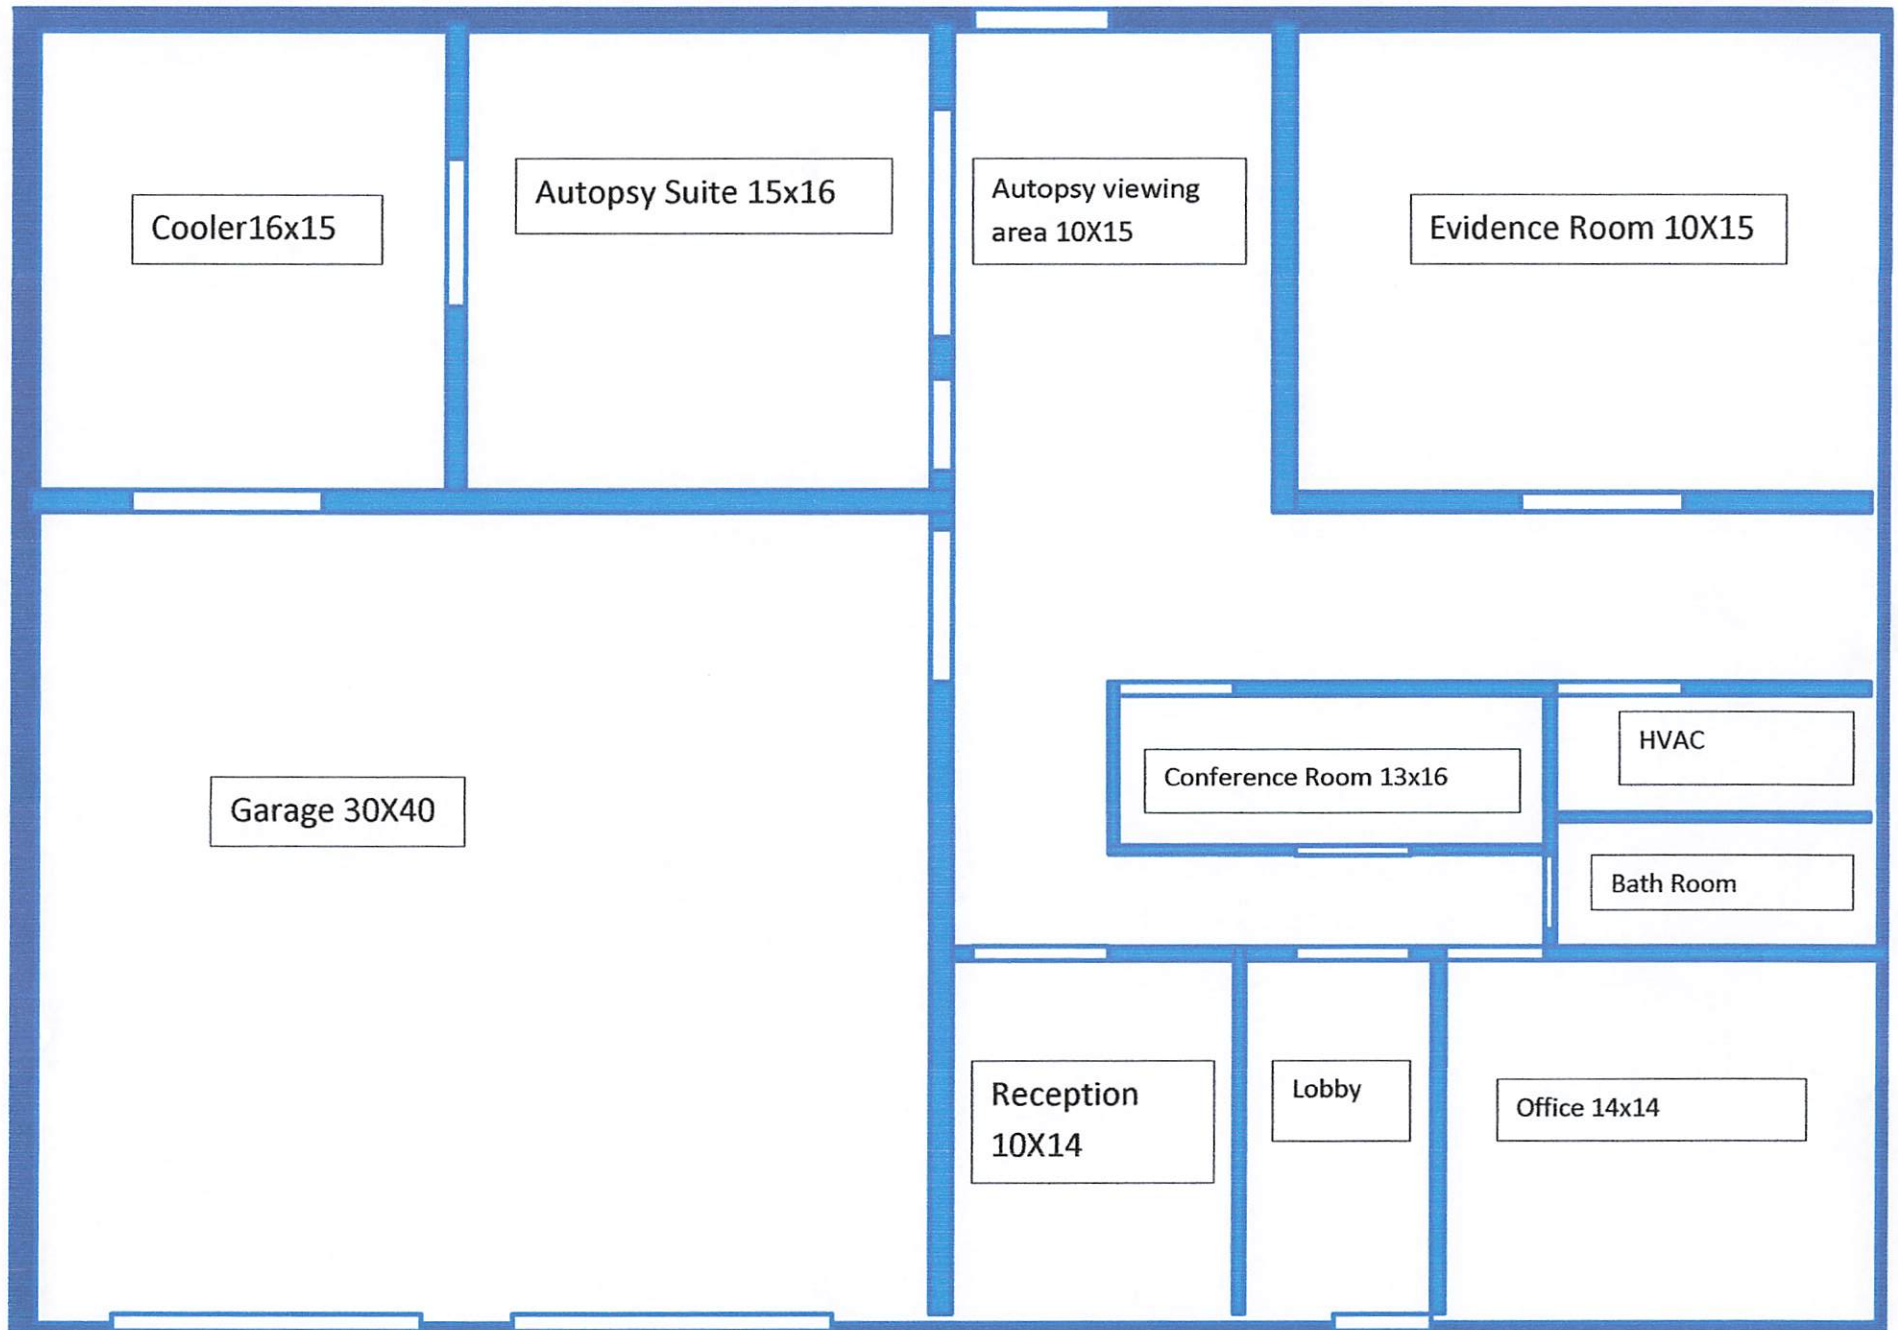 Cooler16x15
Autopsy Suite 15x16
Autopsy viewing
area 10X15
Evidence Room 10X15
Garage 30X40
Conference Room 13x16
HVAC
Bath Room
Reception
10X14
Lobby
Office 14x14